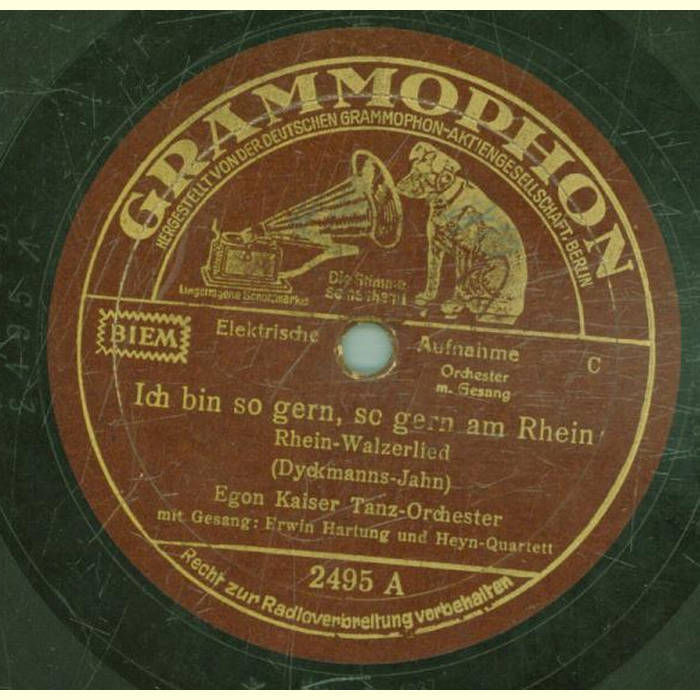 GRAMMOPHON
HERGESTELLT VON DER DEUTSCHEN GRAMMOPHON-AKTIENGESELLSCHAFT, BERLIN
Die Stimme
seines Herrn
Eingetragene Schutzmarke
BIEM
Elektrische Aufnahme
C
Orchester
m. Gesang
Ich bin so gern, so gern am Rhein
Rhein-Walzerlied
(Dyckmanns-Jahn)
Egon Kaiser Tanz-Orchester
mit Gesang: Erwin Hartung und Heyn-Quartett
2495 A
Recht zur Radioverbreitung vorbehalten
2495 A